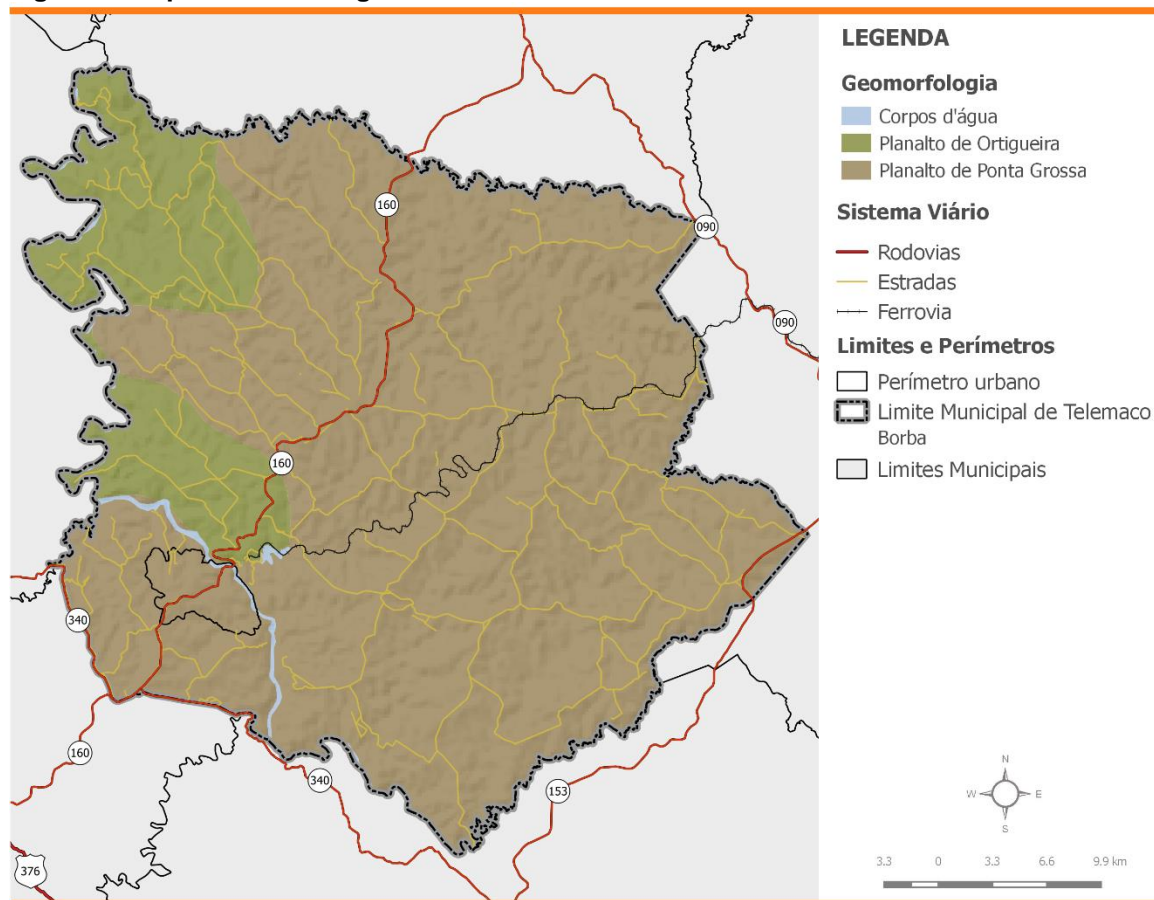 LEGENDA
Geomorfologia
Corpos d'água
Planalto de Ortigueira
Planalto de Ponta Grossa
Sistema Viário
Rodovias
Estradas
Ferrovia
Limites e Perímetros
Perímetro urbano
Limite Municipal de Telemaco
Borba
Limites Municipais
160
090
090
160
340
160
340
153
376
N
W E
S
3.3 0 3.3 6.6 9.9 km